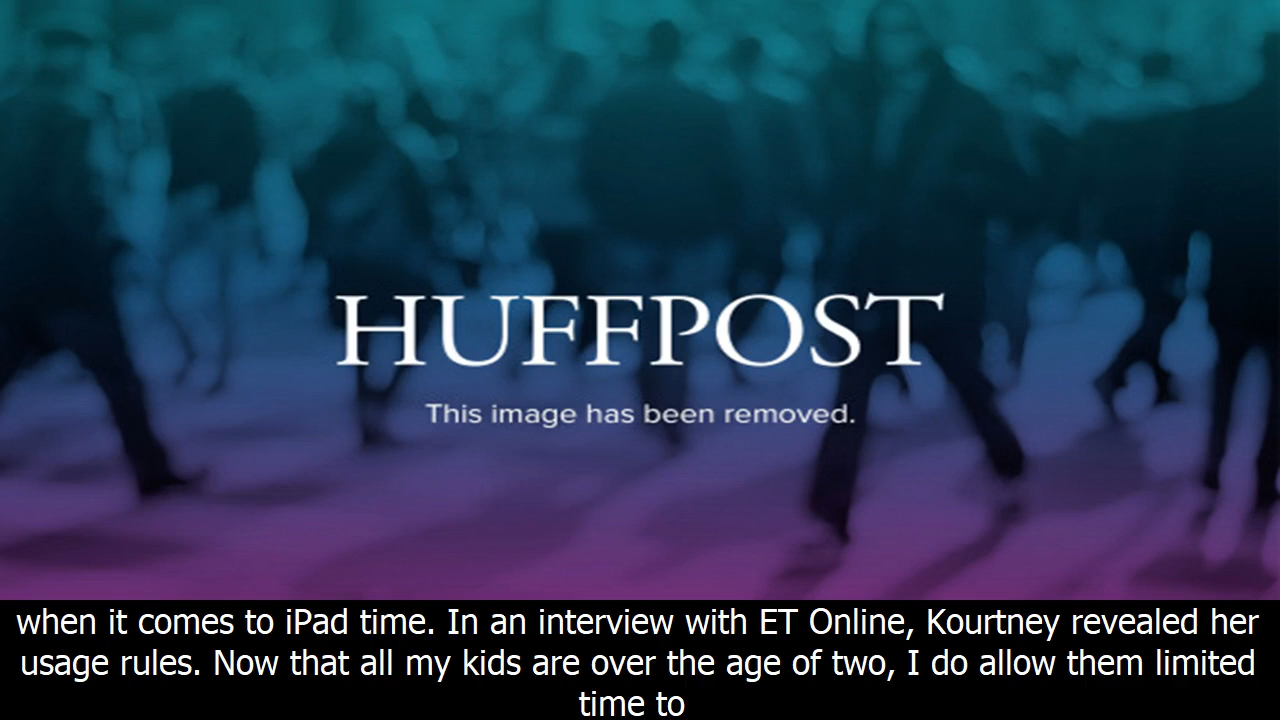 HUFFPOST
This image has been removed.
when it comes to iPad time. In an interview with ET Online, Kourtney revealed her
usage rules. Now that all my kids are over the age of two, I do allow them limited
time to